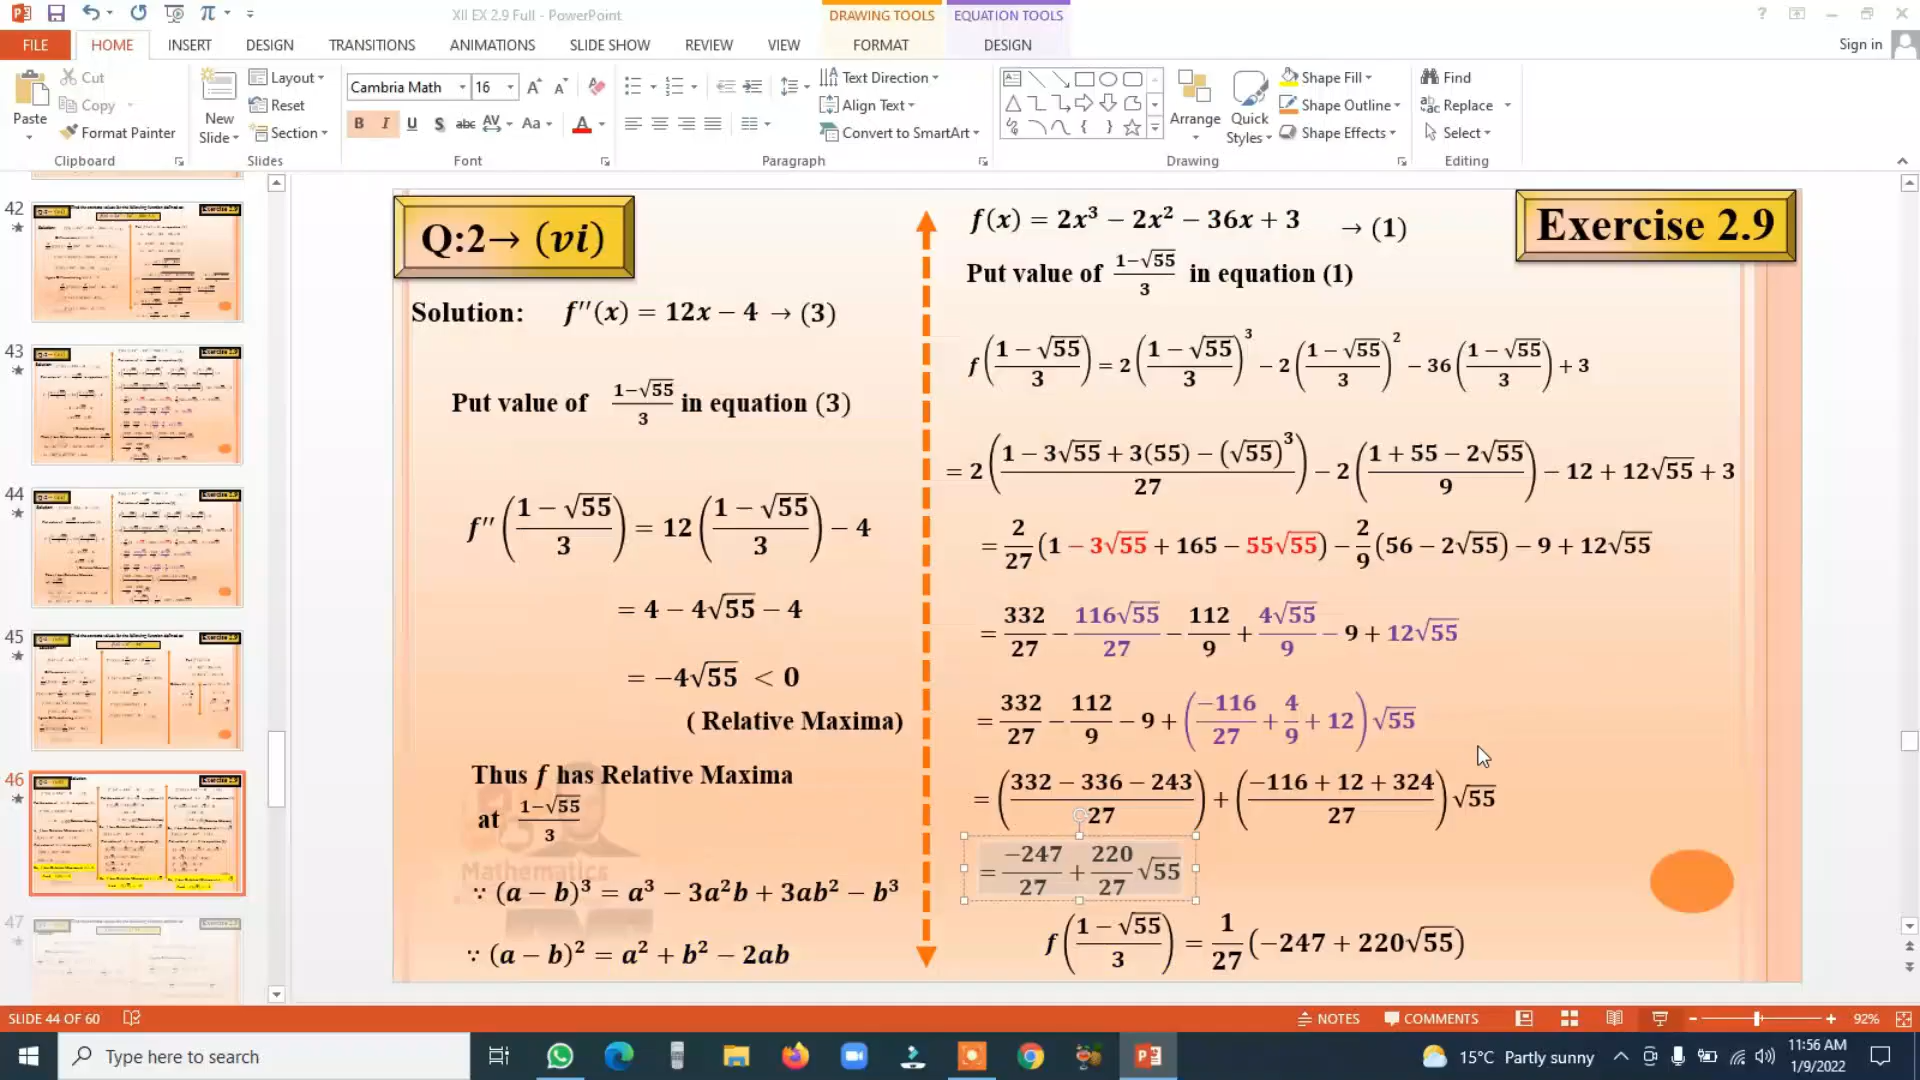 XII EX 2.9 Full - PowerPoint
DRAWING TOOLS
EQUATION TOOLS
FILE HOME INSERT DESIGN TRANSITIONS ANIMATIONS SLIDE SHOW REVIEW VIEW FORMAT DESIGN
Sign in
Paste
Cut
Copy
Format Painter
Clipboard
New Slide
Layout
Reset
Section
Slides
Cambria Math 16
B I U S abc AV Aa A
Font
Text Direction
Align Text
Convert to SmartArt
Paragraph
Arrange
Quick Styles
Shape Fill
Shape Outline
Shape Effects
Drawing
Find
Replace
Select
Editing
42
43
44
45
46
47
Q:2→ (vi)
Solution: f''(x) = 12x − 4 → (3)
Put value of (1−√55)/3 in equation (3)
f''((1 − √55)/3) = 12((1 − √55)/3) − 4
= 4 − 4√55 − 4
= −4√55 < 0
( Relative Maxima)
Thus f has Relative Maxima
at (1−√55)/3
Mathematics
∵ (a − b)³ = a³ − 3a²b + 3ab² − b³
∵ (a − b)² = a² + b² − 2ab
Exercise 2.9
f(x) = 2x³ − 2x² − 36x + 3 → (1)
Put value of (1−√55)/3 in equation (1)
f((1 − √55)/3) = 2((1 − √55)/3)³ − 2((1 − √55)/3)² − 36((1 − √55)/3) + 3
= 2((1 − 3√55 + 3(55) − (√55)³)/27) − 2((1 + 55 − 2√55)/9) − 12 + 12√55 + 3
= 2/27 (1 − 3√55 + 165 − 55√55) − 2/9 (56 − 2√55) − 9 + 12√55
= 332/27 − 116√55/27 − 112/9 + 4√55/9 − 9 + 12√55
= 332/27 − 112/9 − 9 + (−116/27 + 4/9 + 12)√55
= ((332 − 336 − 243)/27) + ((−116 + 12 + 324)/27)√55
= −247/27 + 220/27 √55
f((1 − √55)/3) = 1/27 (−247 + 220√55)
SLIDE 44 OF 60
NOTES
COMMENTS
92%
Type here to search
15°C Partly sunny
11:56 AM
1/9/2022